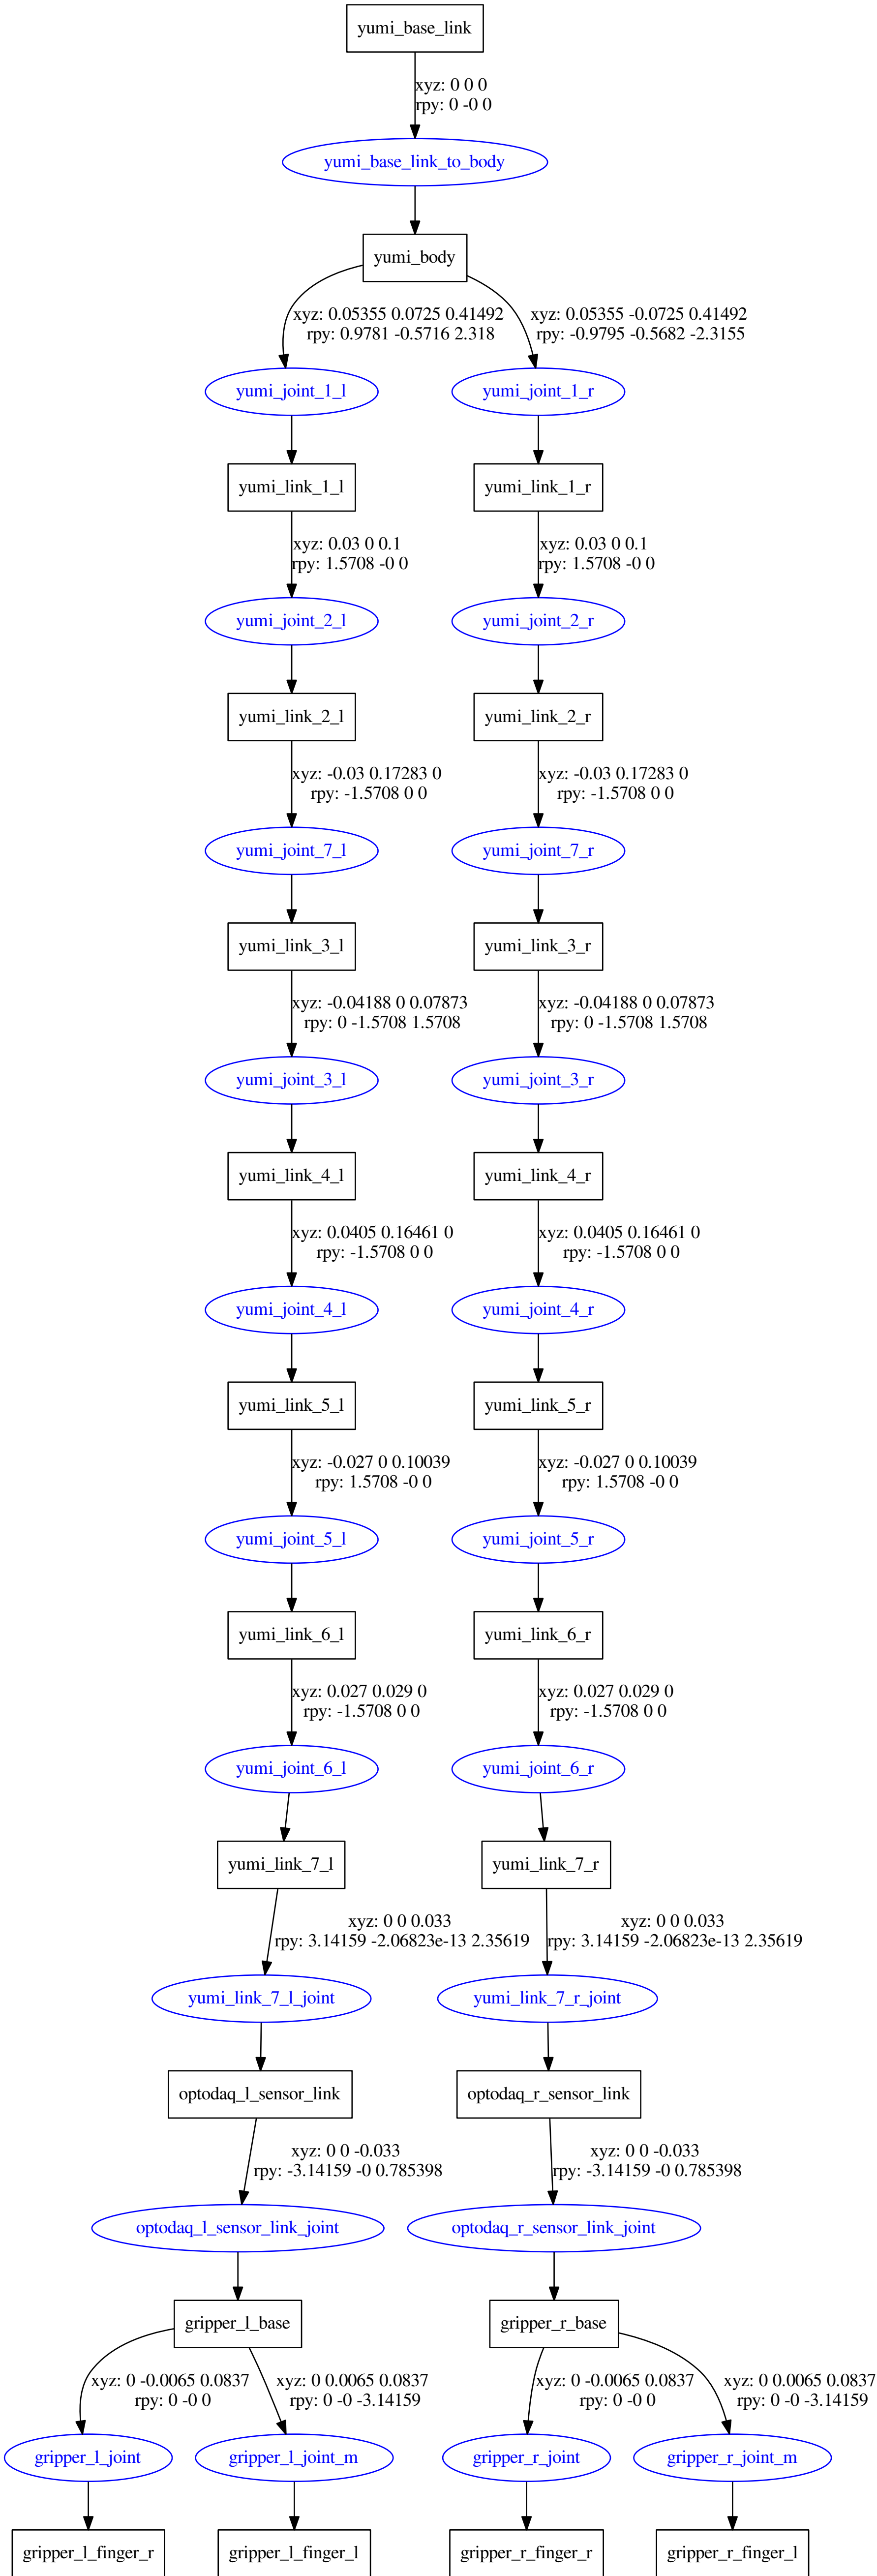 yumi_base_link
xyz: 0 0 0
rpy: 0 -0 0
yumi_base_link_to_body
yumi_body
xyz: 0.05355 0.0725 0.41492
rpy: 0.9781 -0.5716 2.318
xyz: 0.05355 -0.0725 0.41492
rpy: -0.9795 -0.5682 -2.3155
yumi_joint_1_l
yumi_joint_1_r
yumi_link_1_l
yumi_link_1_r
xyz: 0.03 0 0.1
rpy: 1.5708 -0 0
xyz: 0.03 0 0.1
rpy: 1.5708 -0 0
yumi_joint_2_l
yumi_joint_2_r
yumi_link_2_l
yumi_link_2_r
xyz: -0.03 0.17283 0
rpy: -1.5708 0 0
xyz: -0.03 0.17283 0
rpy: -1.5708 0 0
yumi_joint_7_l
yumi_joint_7_r
yumi_link_3_l
yumi_link_3_r
xyz: -0.04188 0 0.07873
rpy: 0 -1.5708 1.5708
xyz: -0.04188 0 0.07873
rpy: 0 -1.5708 1.5708
yumi_joint_3_l
yumi_joint_3_r
yumi_link_4_l
yumi_link_4_r
xyz: 0.0405 0.16461 0
rpy: -1.5708 0 0
xyz: 0.0405 0.16461 0
rpy: -1.5708 0 0
yumi_joint_4_l
yumi_joint_4_r
yumi_link_5_l
yumi_link_5_r
xyz: -0.027 0 0.10039
rpy: 1.5708 -0 0
xyz: -0.027 0 0.10039
rpy: 1.5708 -0 0
yumi_joint_5_l
yumi_joint_5_r
yumi_link_6_l
yumi_link_6_r
xyz: 0.027 0.029 0
rpy: -1.5708 0 0
xyz: 0.027 0.029 0
rpy: -1.5708 0 0
yumi_joint_6_l
yumi_joint_6_r
yumi_link_7_l
yumi_link_7_r
xyz: 0 0 0.033
rpy: 3.14159 -2.06823e-13 2.35619
xyz: 0 0 0.033
rpy: 3.14159 -2.06823e-13 2.35619
yumi_link_7_l_joint
yumi_link_7_r_joint
optodaq_l_sensor_link
optodaq_r_sensor_link
xyz: 0 0 -0.033
rpy: -3.14159 -0 0.785398
xyz: 0 0 -0.033
rpy: -3.14159 -0 0.785398
optodaq_l_sensor_link_joint
optodaq_r_sensor_link_joint
gripper_l_base
gripper_r_base
xyz: 0 -0.0065 0.0837
rpy: 0 -0 0
xyz: 0 0.0065 0.0837
rpy: 0 -0 -3.14159
xyz: 0 -0.0065 0.0837
rpy: 0 -0 0
xyz: 0 0.0065 0.0837
rpy: 0 -0 -3.14159
gripper_l_joint
gripper_l_joint_m
gripper_r_joint
gripper_r_joint_m
gripper_l_finger_r
gripper_l_finger_l
gripper_r_finger_r
gripper_r_finger_l